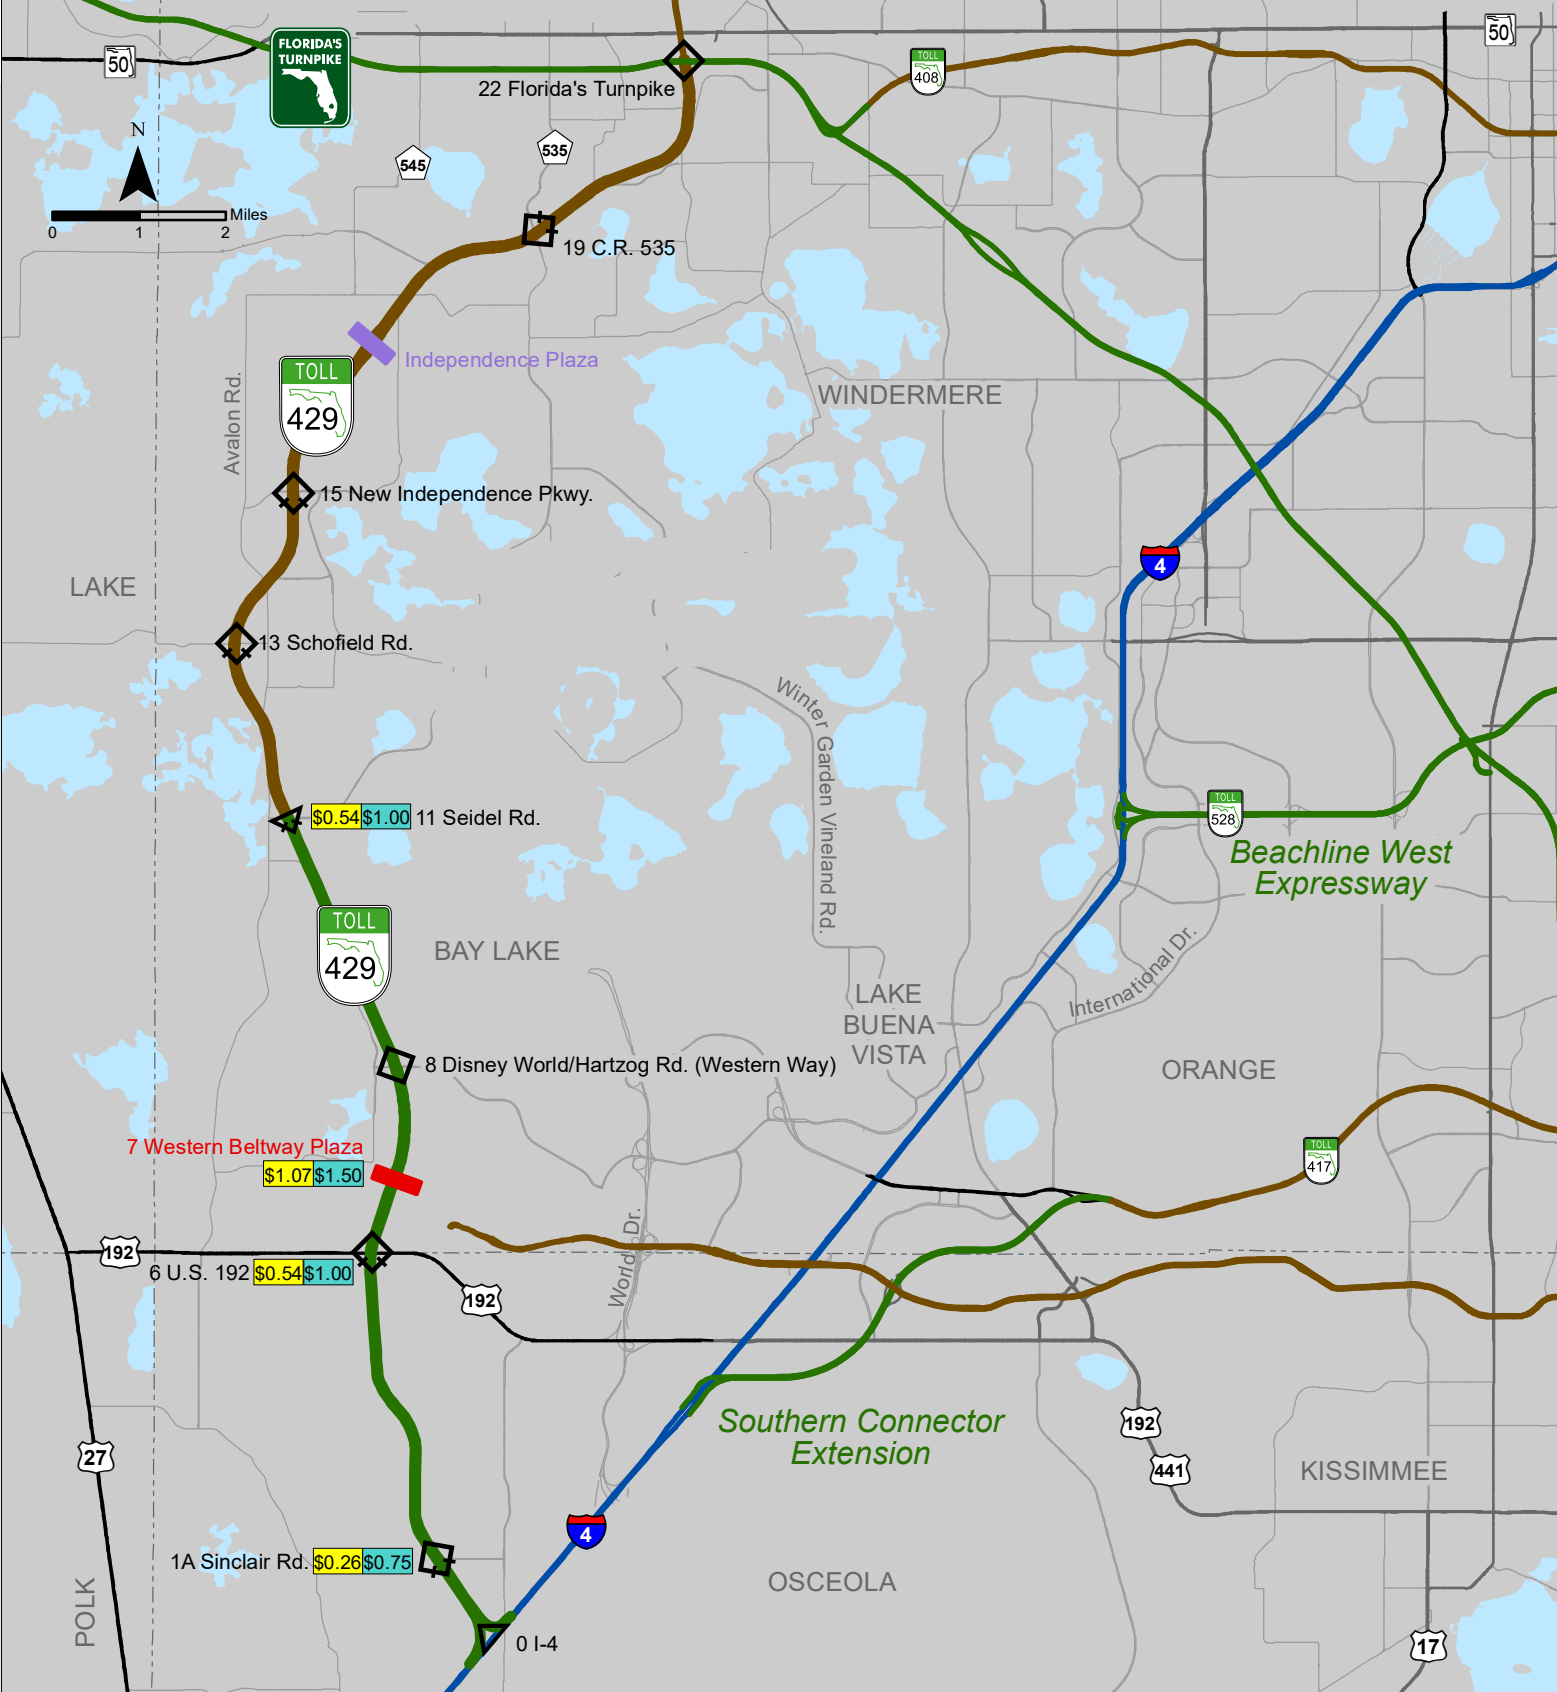 50
FLORIDA'S
TURNPIKE
22 Florida's Turnpike
TOLL
408
50
N
Miles
0 1 2
545
535
19 C.R. 535
Independence Plaza
TOLL
429
Avalon Rd.
WINDERMERE
15 New Independence Pkwy.
4
LAKE
13 Schofield Rd.
Winter Garden Vineland Rd.
$0.54 $1.00 11 Seidel Rd.
TOLL
528
Beachline West
Expressway
TOLL
429
BAY LAKE
LAKE
BUENA
VISTA
International Dr.
8 Disney World/Hartzog Rd. (Western Way)
ORANGE
7 Western Beltway Plaza
$1.07 $1.50
TOLL
417
192
6 U.S. 192 $0.54 $1.00
192
World Dr.
Southern Connector
Extension
192
441
27
KISSIMMEE
4
1A Sinclair Rd. $0.26 $0.75
OSCEOLA
POLK
0 I-4
17